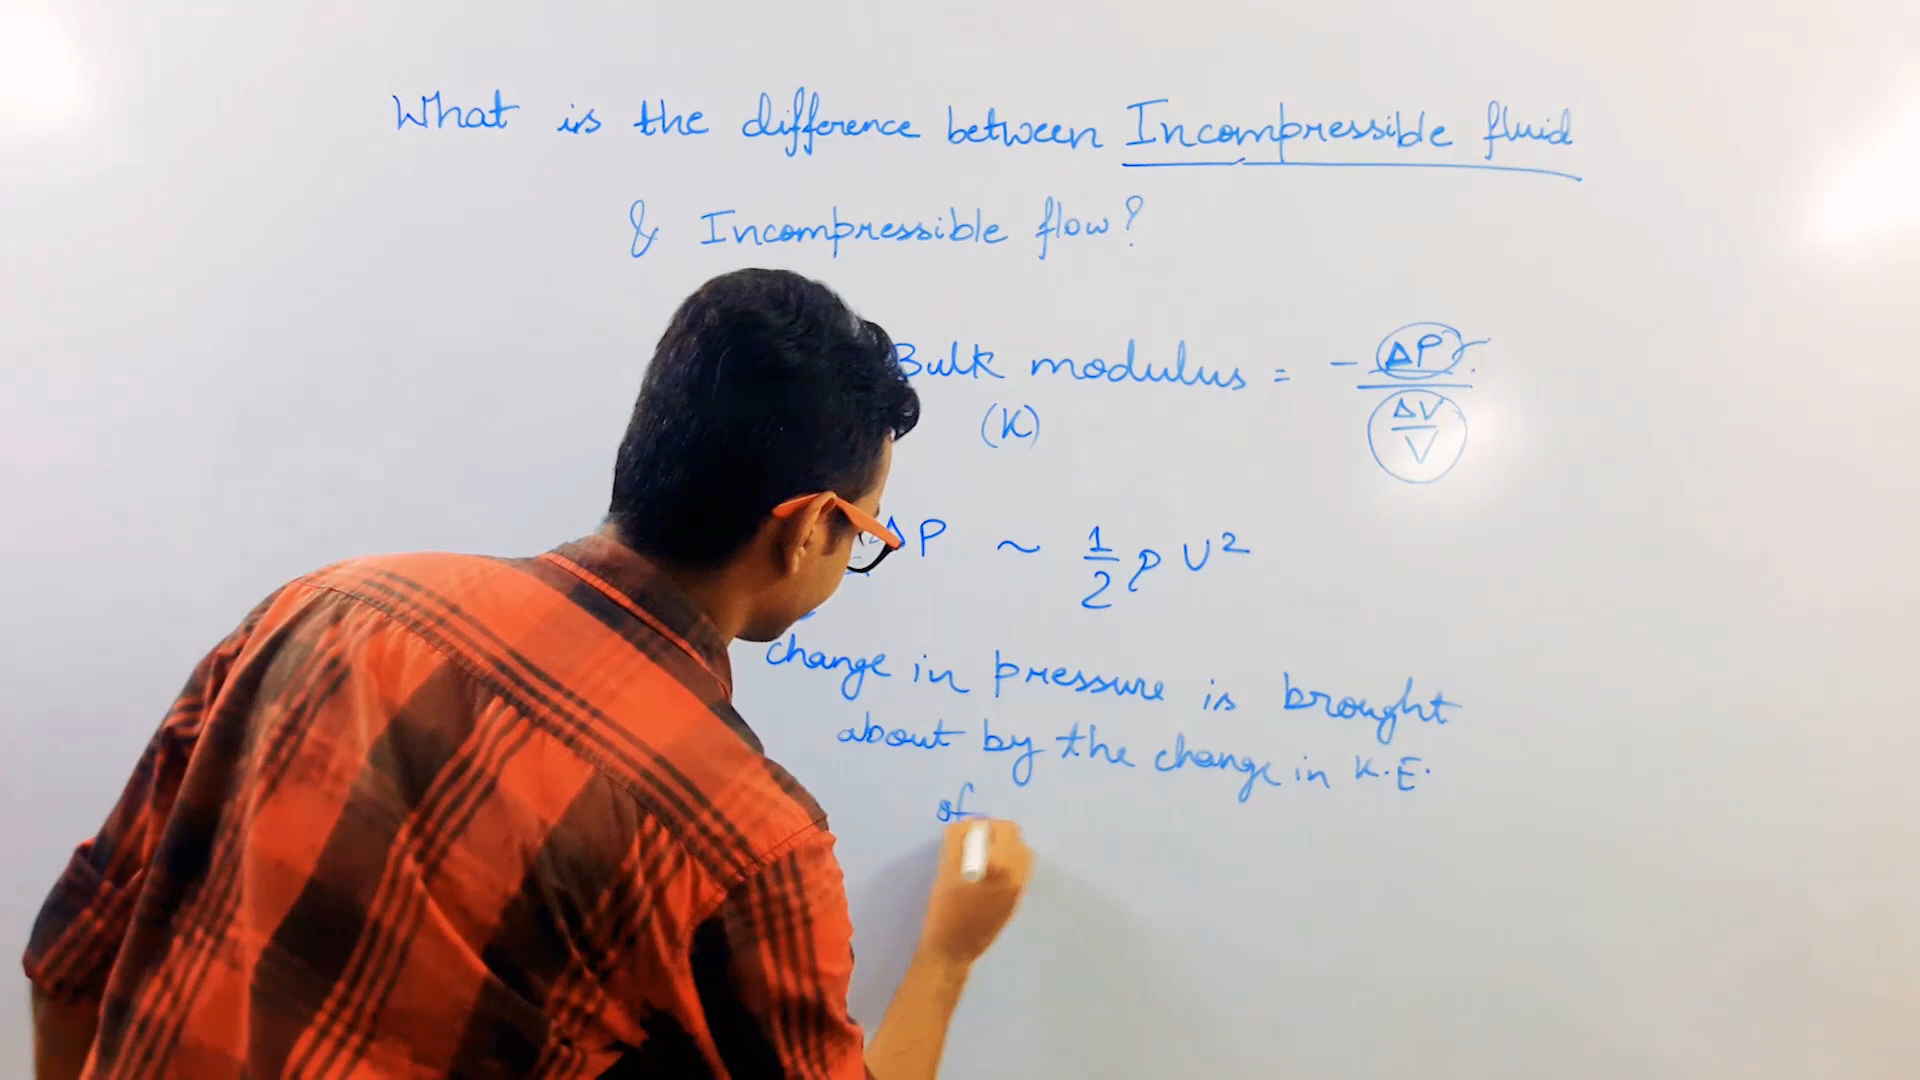 What is the difference between Incompressible fluid
& Incompressible flow?
Bulk modulus = - ΔP
ΔV
V
(K)
ΔP ~ 1/2 ρ U²
change in pressure is brought
about by the change in K.E.
of